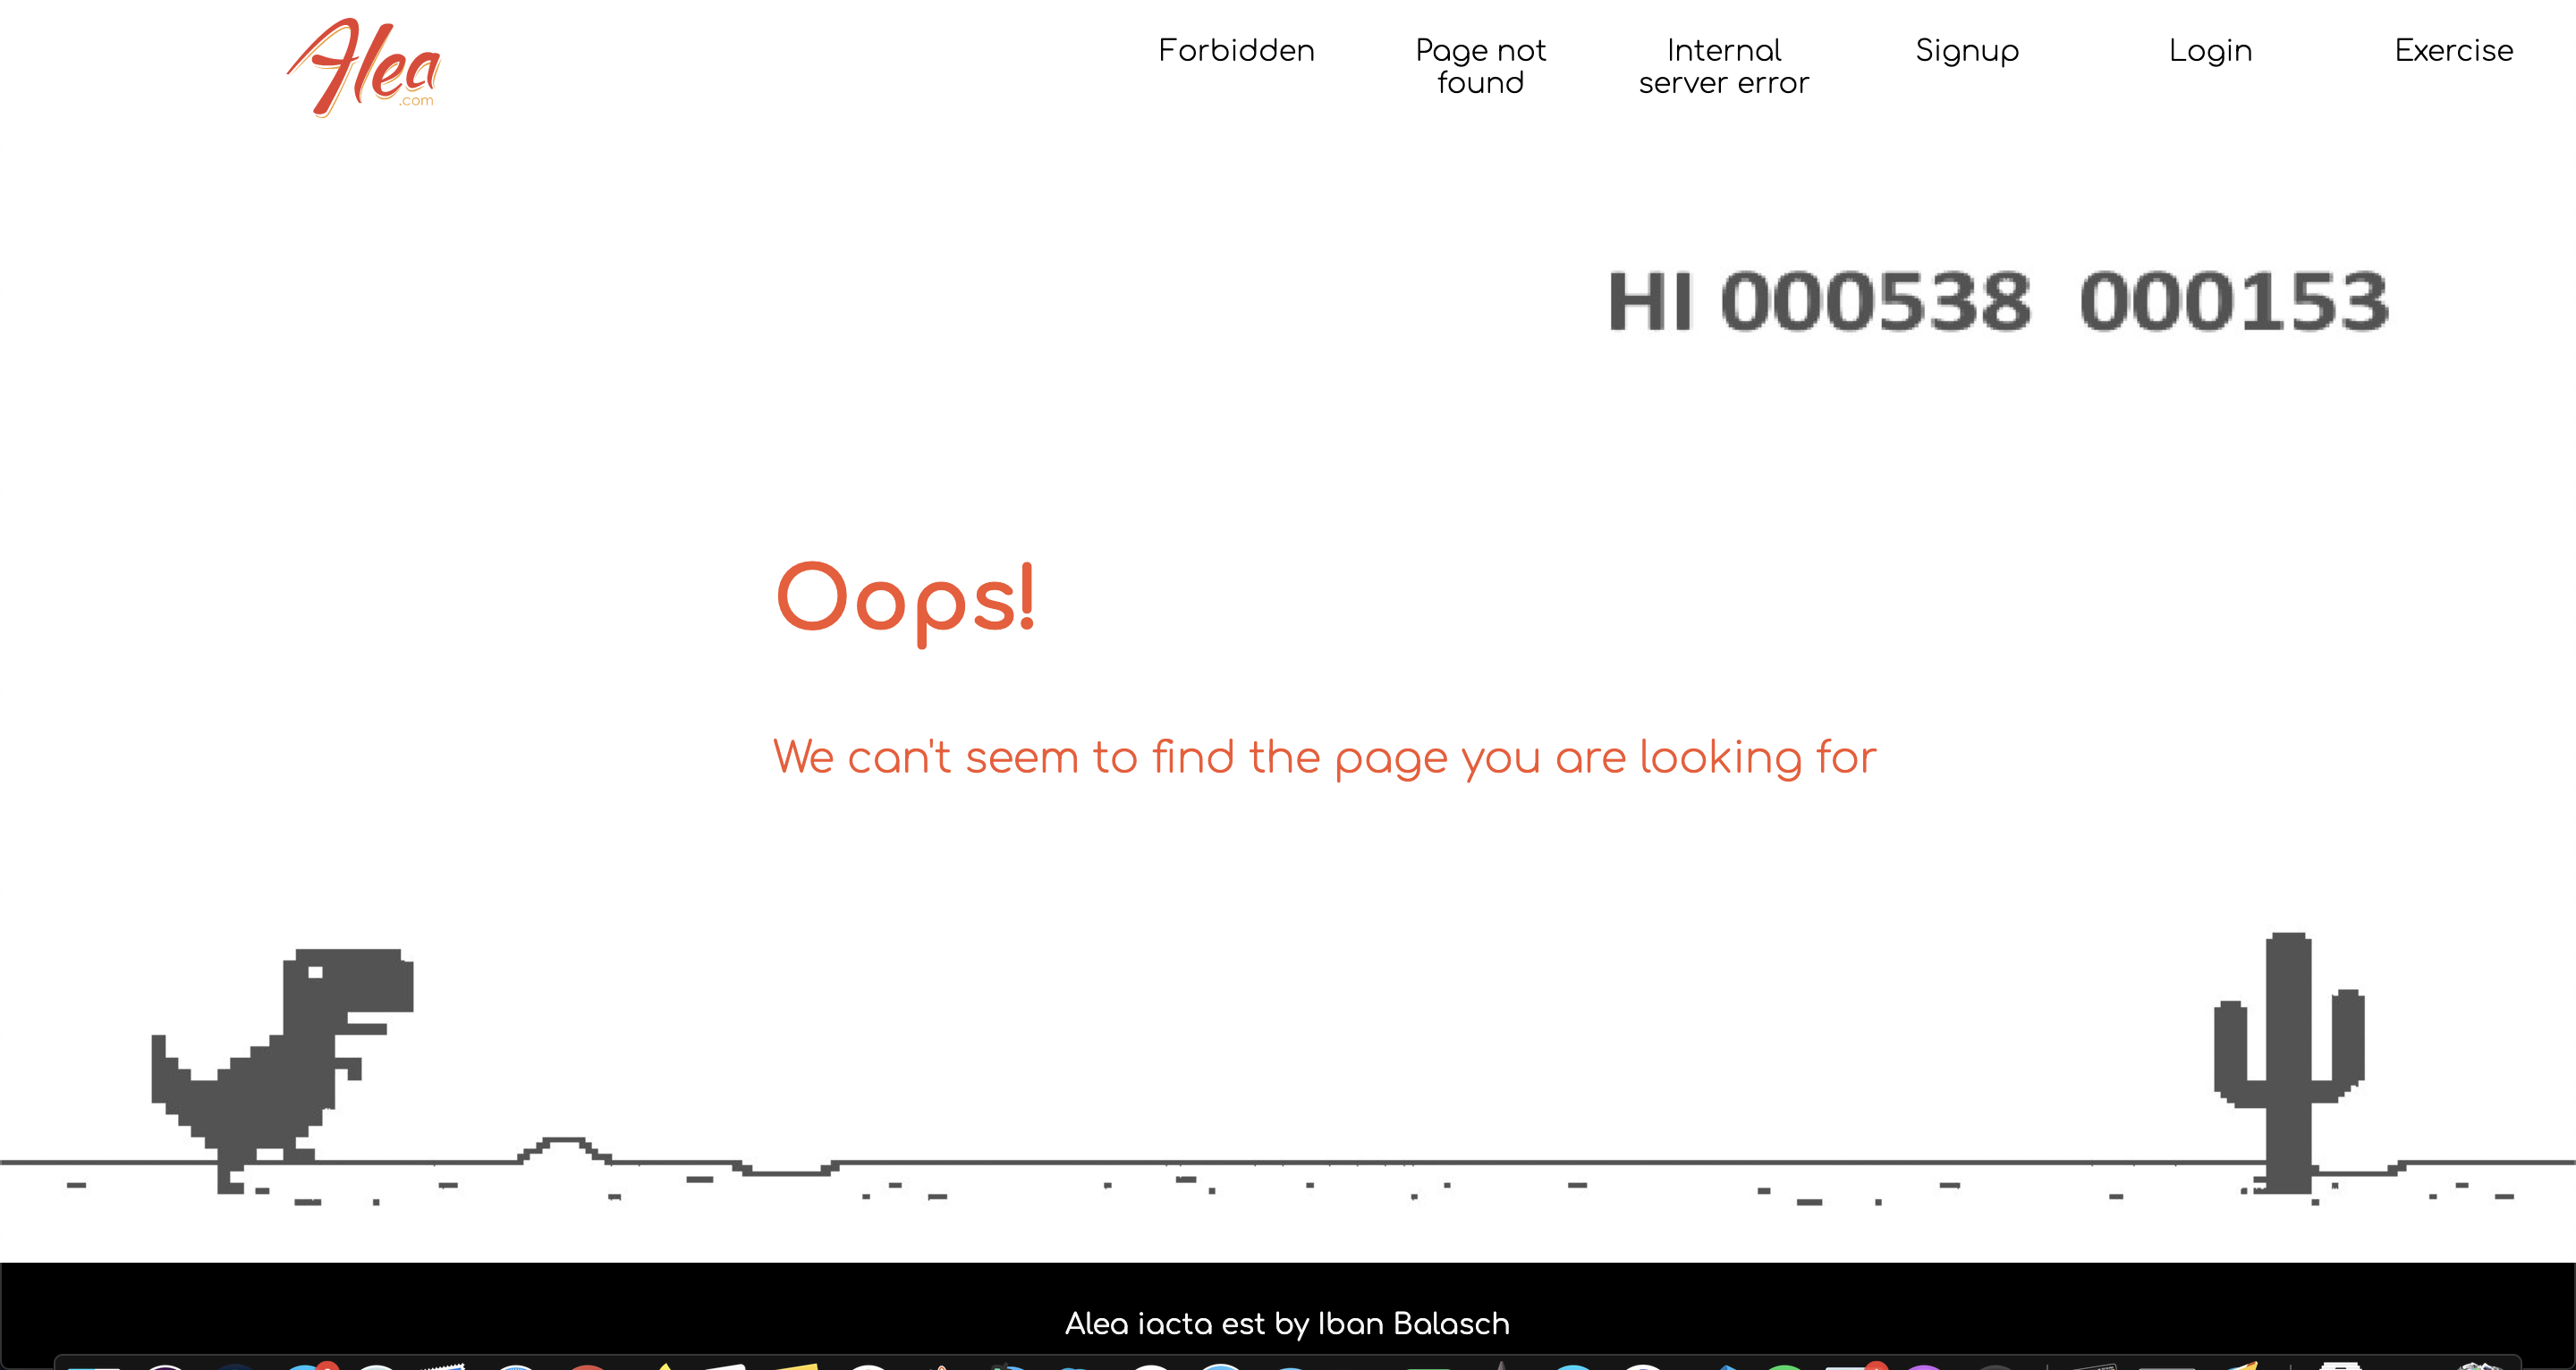 Alea
.com
Forbidden
Page not
found
Internal
server error
Signup
Login
Exercise
HI 000538 000153
Oops!
We can't seem to find the page you are looking for
Alea iacta est by Iban Balasch